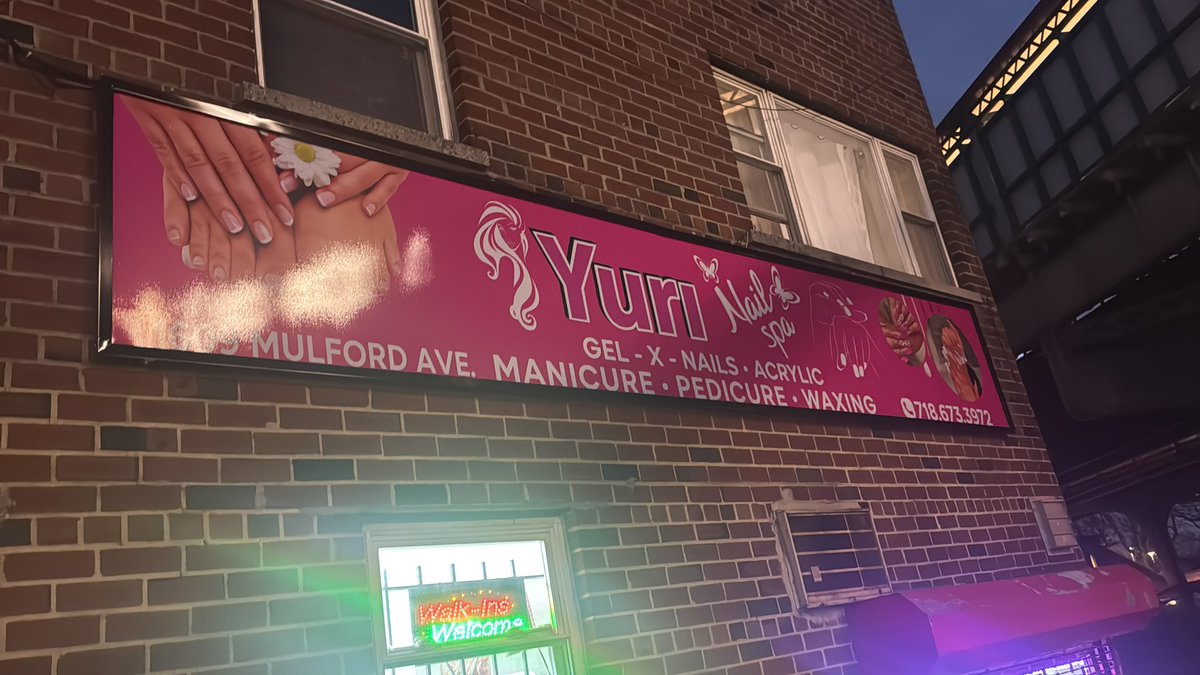 Yuri
Nail
spa
GEL - X - NAILS • ACRYLIC
MULFORD AVE. MANICURE • PEDICURE • WAXING
718.673.3972
Walk-Ins
Welcome